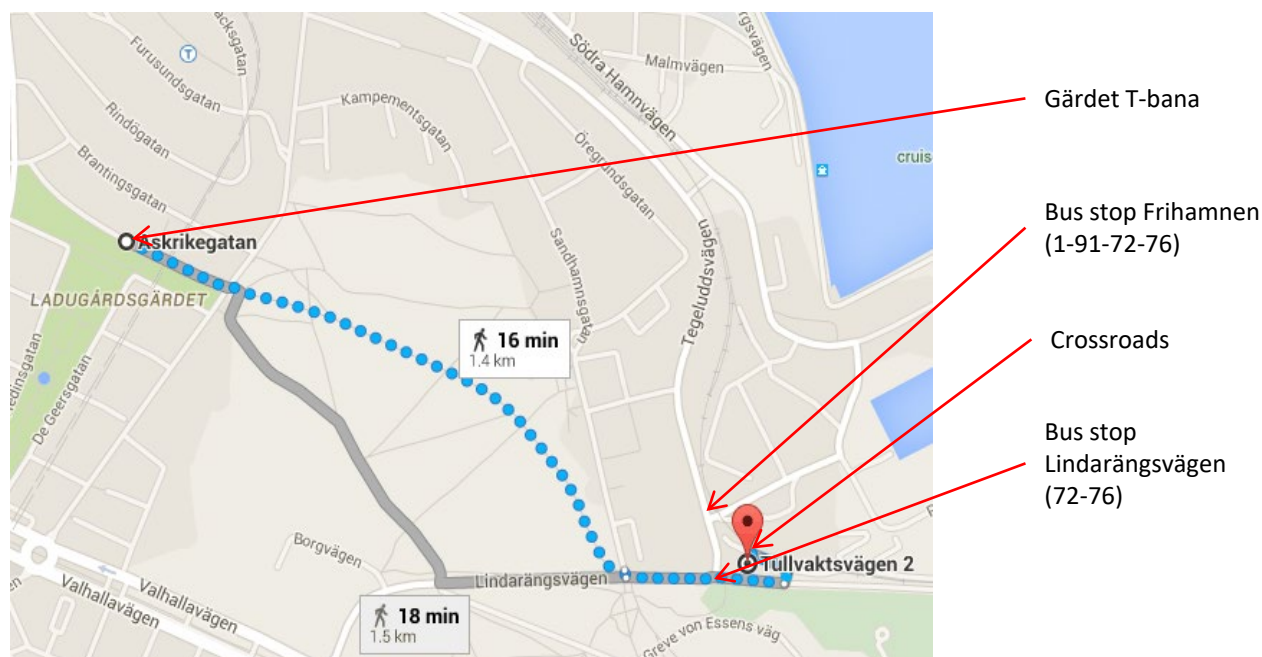 Furusundsgatan
Rindögatan
Brantingsgatan
Askrikegatan
LADUGÅRDSGÄRDET
De Geersgatan
Kampementsgatan
Södra Hamnvägen
Malmvägen
Öregrundsgatan
Sandhamnsgatan
Tegeluddsvägen
cruis
16 min
1.4 km
Borgvägen
Lindarängsvägen
Tullvaktsvägen 2
18 min
1.5 km
Valhallavägen
Valhallavägen
Greve von Essens väg
T
Gärdet T-bana
Bus stop Frihamnen
(1-91-72-76)
Crossroads
Bus stop
Lindarängsvägen
(72-76)